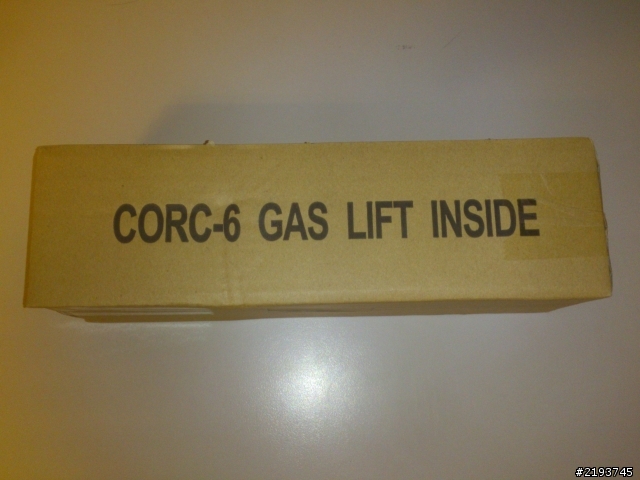 CORC-6 GAS LIFT INSIDE
#2193745